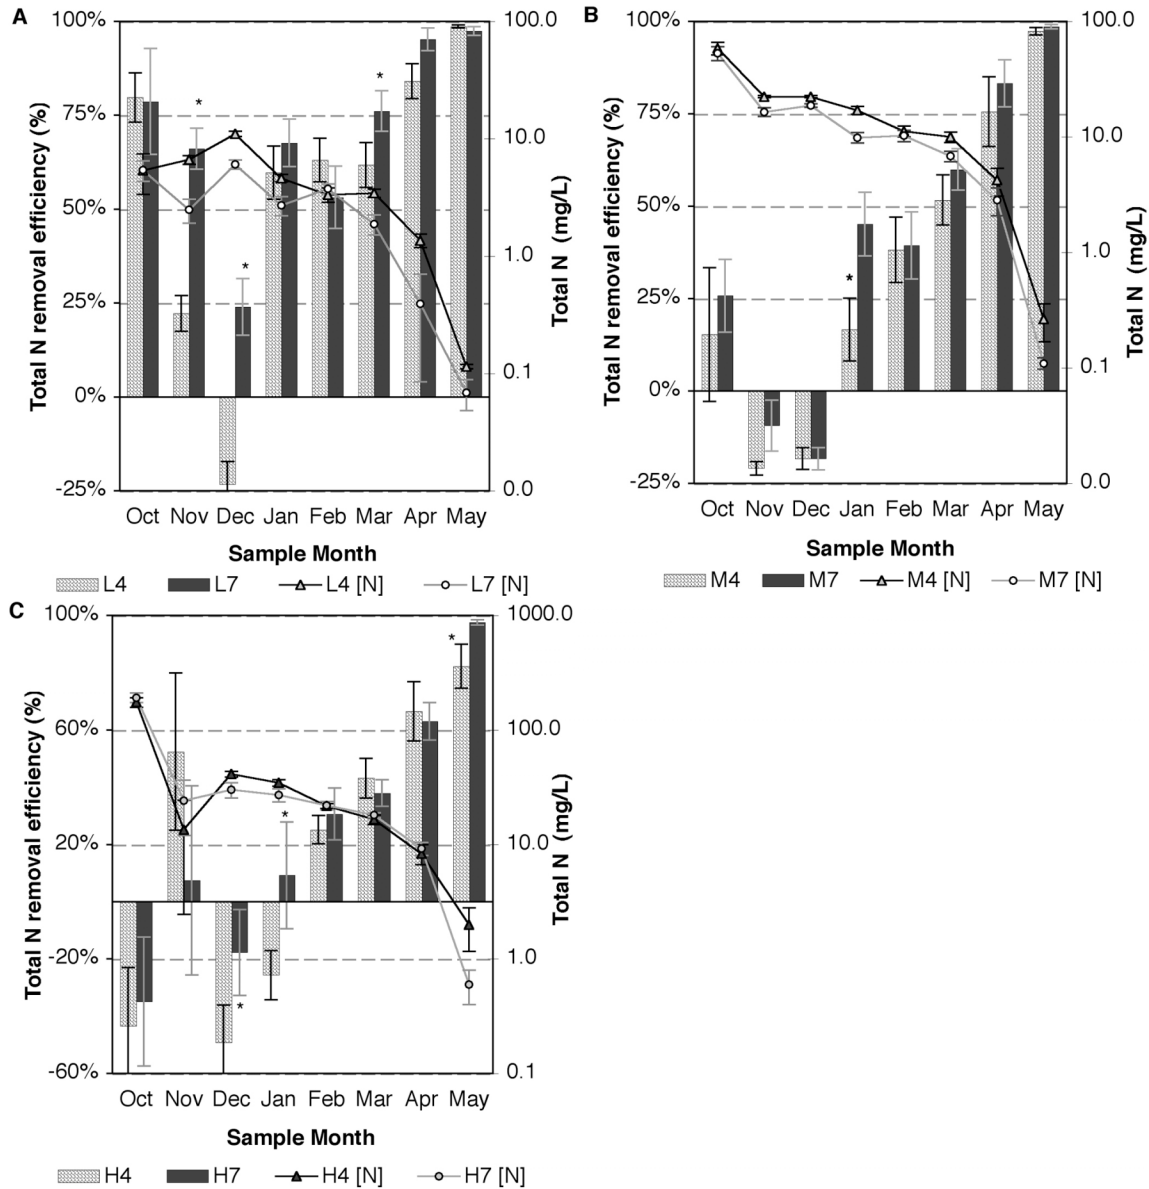 A
Total N removal efficiency (%)
100%
75%
50%
25%
0%
-25%
100.0
10.0
1.0
0.1
0.0
Total N (mg/L)
*
*
*
Oct Nov Dec Jan Feb Mar Apr May
Sample Month
L4 L7 L4 [N] L7 [N]
B
Total N removal efficiency (%)
100%
75%
50%
25%
0%
-25%
100.0
10.0
1.0
0.1
0.0
Total N (mg/L)
*
Oct Nov Dec Jan Feb Mar Apr May
Sample Month
M4 M7 M4 [N] M7 [N]
C
Total N removal efficiency (%)
100%
60%
20%
-20%
-60%
1000.0
100.0
10.0
1.0
0.1
Total N (mg/L)
*
*
*
Oct Nov Dec Jan Feb Mar Apr May
Sample Month
H4 H7 H4 [N] H7 [N]